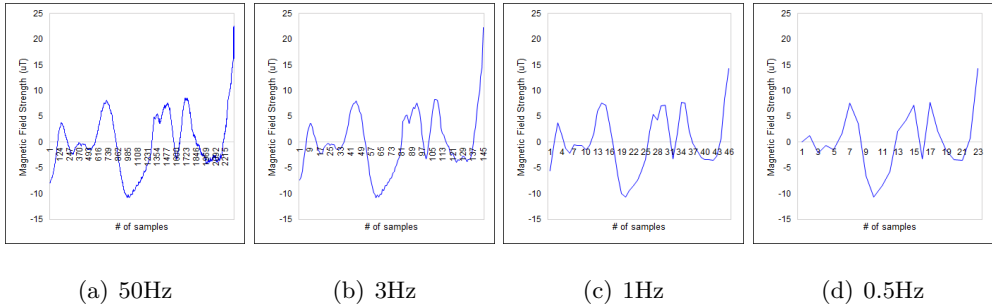 25
20
15
10
5
0
-5
-10
-15
Magnetic Field Strength (uT)
1 124 247 370 493 616 739 862 985 1108 1231 1354 1477 1600 1723 1846 1969 2092 2215
# of samples
(a) 50Hz
25
20
15
10
5
0
-5
-10
-15
Magnetic Field Strength (uT)
1 9 17 25 33 41 49 57 65 73 81 89 97 105 113 121 129 137 145
# of samples
(b) 3Hz
25
20
15
10
5
0
-5
-10
-15
Magnetic Field Strength (uT)
1 4 7 10 13 16 19 22 25 28 31 34 37 40 43 46
# of samples
(c) 1Hz
25
20
15
10
5
0
-5
-10
-15
Magnetic Field Strength (uT)
1 3 5 7 9 11 13 15 17 19 21 23
# of samples
(d) 0.5Hz